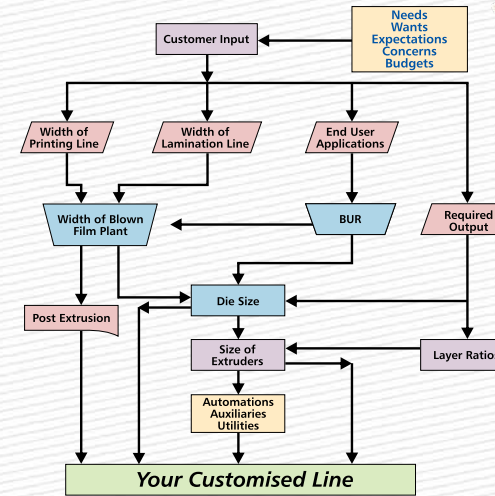 Needs
Wants
Expectations
Concerns
Budgets
Customer Input
Width of
Printing Line
Width of
Lamination Line
End User
Applications
Width of Blown
Film Plant
BUR
Required
Output
Die Size
Post Extrusion
Size of
Extruders
Layer Ratio
Automations
Auxiliaries
Utilities
Your Customised Line